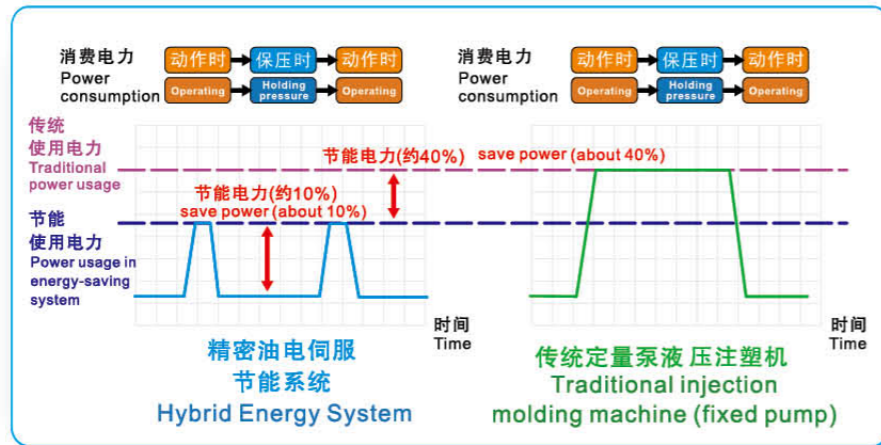 消费电力
Power
consumption
动作时
保压时
动作时
Operating
Holding
pressure
Operating
消费电力
Power
consumption
动作时
保压时
动作时
Operating
Holding
pressure
Operating
传统
使用电力
Traditional
power usage
节能电力(约40%) save power (about 40%)
节能电力(约10%)
save power (about 10%)
节能
使用电力
Power usage in
energy-saving
system
时间
Time
时间
Time
精密油电伺服
节能系统
Hybrid Energy System
传统定量泵液 压注塑机
Traditional injection
molding machine (fixed pump)